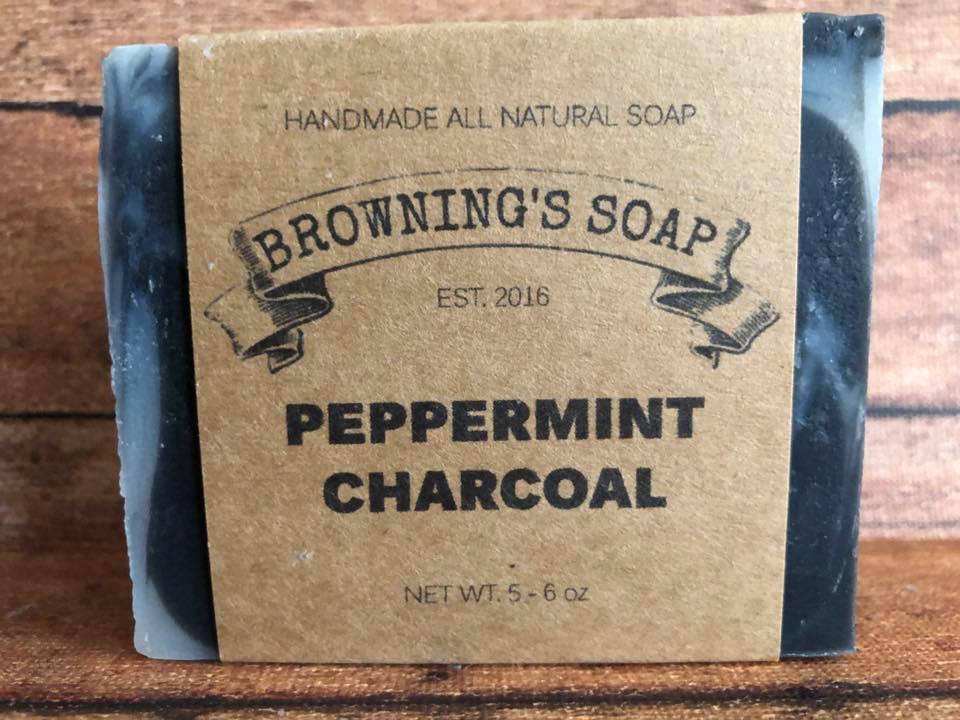 HANDMADE ALL NATURAL SOAP
BROWNING'S SOAP
EST. 2016
PEPPERMINT
CHARCOAL
NET WT. 5 - 6 oz